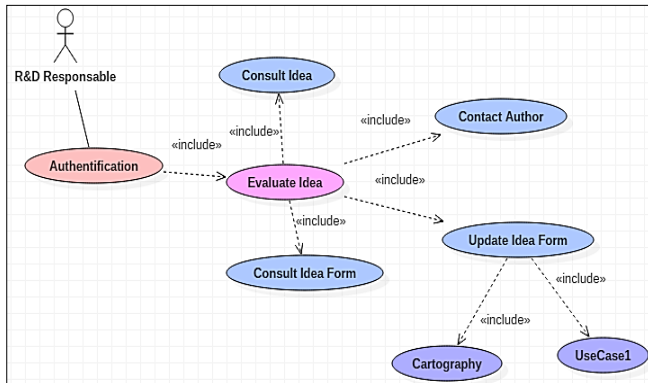 R&D Responsable
Consult Idea
«include»
«include»
«include»
Contact Author
Authentification
Evaluate Idea
«include»
«include»
Update Idea Form
Consult Idea Form
«include»
«include»
Cartography
UseCase1